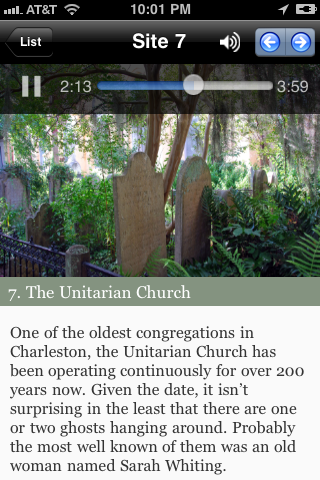 AT&T 10:01 PM
List Site 7
2:13 3:59
7. The Unitarian Church
One of the oldest congregations in
Charleston, the Unitarian Church has
been operating continuously for over 200
years now. Given the date, it isn't
surprising in the least that there are one
or two ghosts hanging around. Probably
the most well known of them was an old
woman named Sarah Whiting.